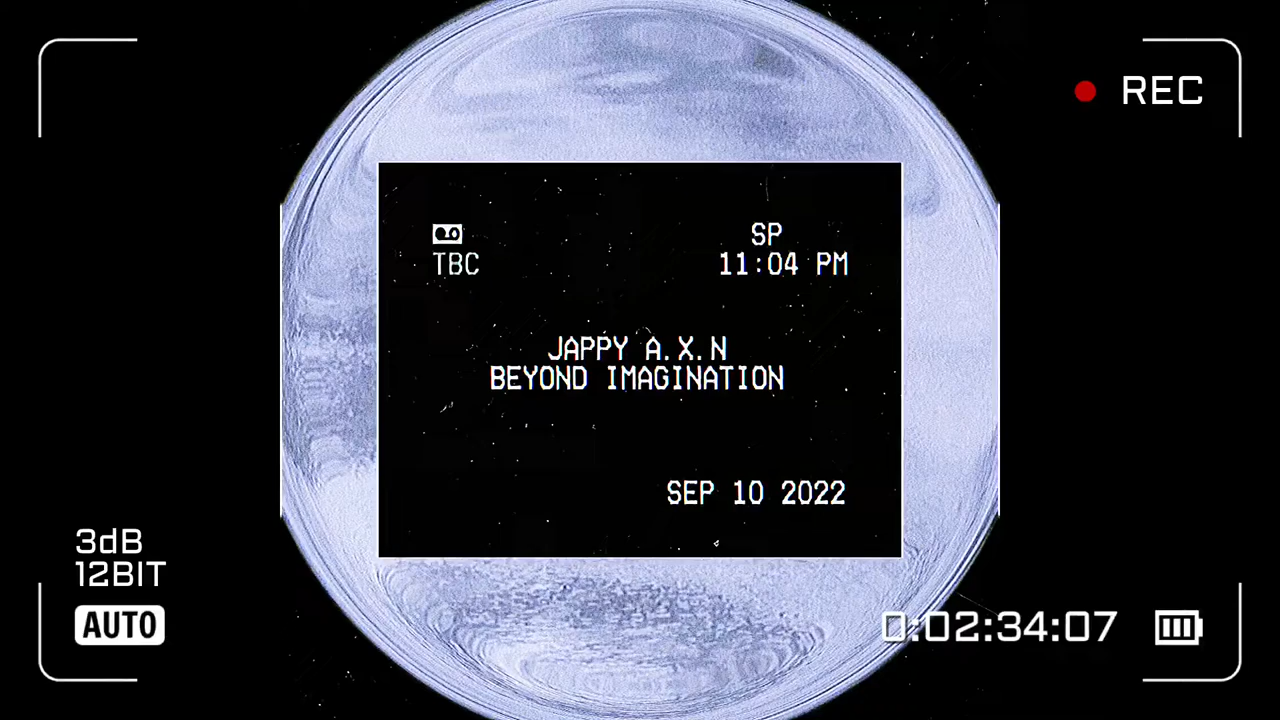 REC
SP
TBC 11:04 PM
JAPPY A.X.N
BEYOND IMAGINATION
SEP 10 2022
3dB
12BIT
AUTO
0:02:34:07